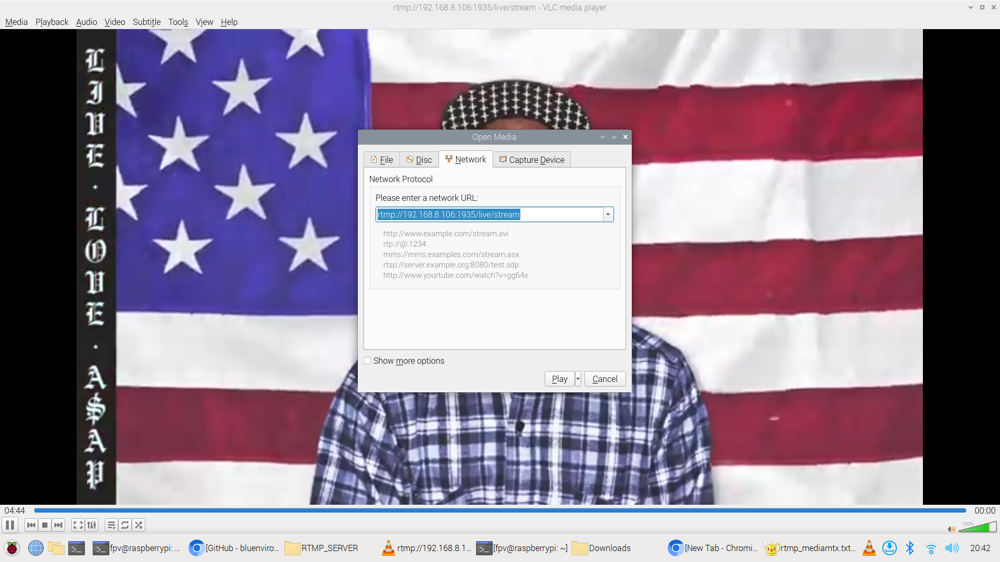 rtmp://192.168.8.106:1935/live/stream - VLC media player
Media Playback Audio Video Subtitle Tools View Help
LIVE · LOVE · A$AP
Open Media
File Disc Network Capture Device
Network Protocol
Please enter a network URL:
rtmp://192.168.8.106:1935/live/stream
http://www.example.com/stream.avi
rtp://@:1234
mms://mms.examples.com/stream.asx
rtsp://server.example.org:8080/test.sdp
http://www.yourtube.com/watch?v=gg64x
Show more options
Play Cancel
04:44 00:00
100%
fpv@raspberrypi: ... [GitHub - bluenviro... RTMP_SERVER rtmp://192.168.8.1... [fpv@raspberrypi: ~] Downloads [New Tab - Chromi... rtmp_mediamtx.txt... 20:42